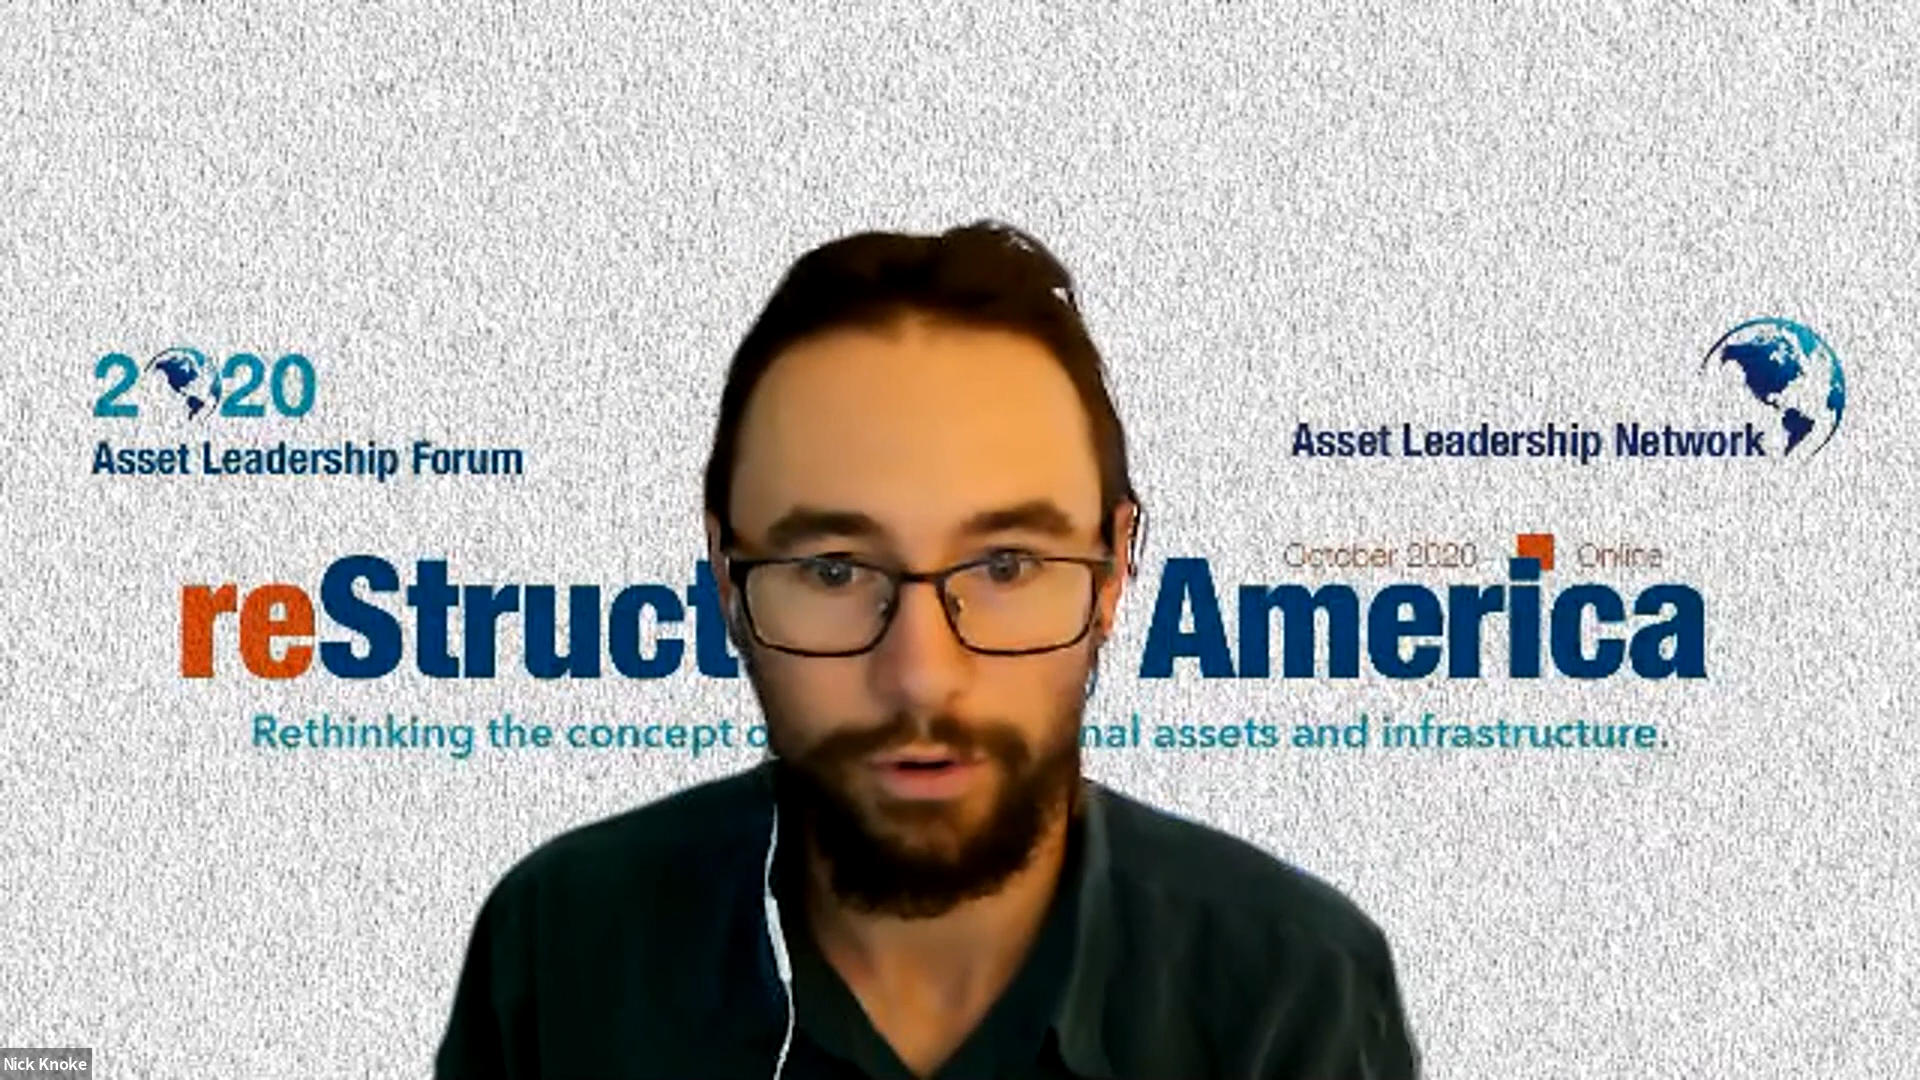 2020
Asset Leadership Forum
Asset Leadership Network
October 2020
Online
reStruct America
Rethinking the concept o nal assets and infrastructure.
Nick Knoke